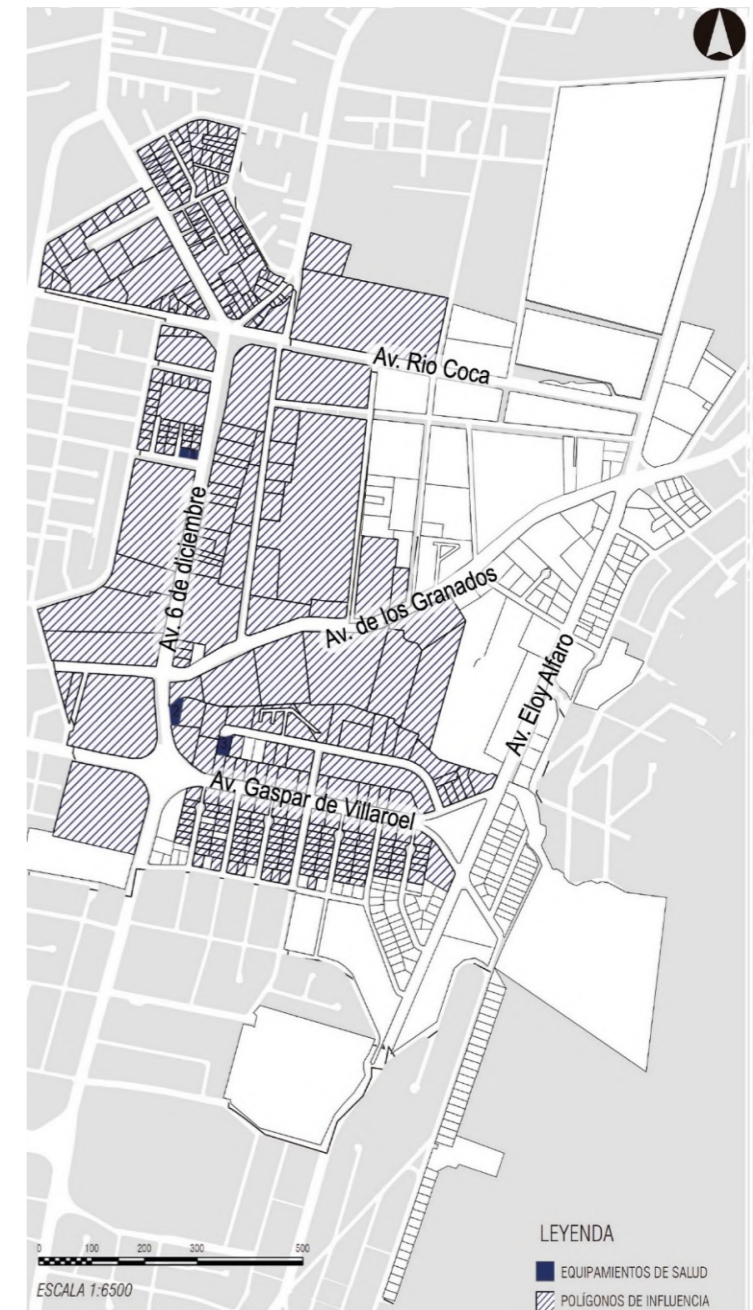 Av. Rio Coca
Av. 6 de diciembre
Av. de los Granados
Av. Eloy Alfaro
Av. Gaspar de Villaroel
0 100 200 300 500
ESCALA 1:6500
LEYENDA
EQUIPAMIENTOS DE SALUD
POLÍGONOS DE INFLUENCIA